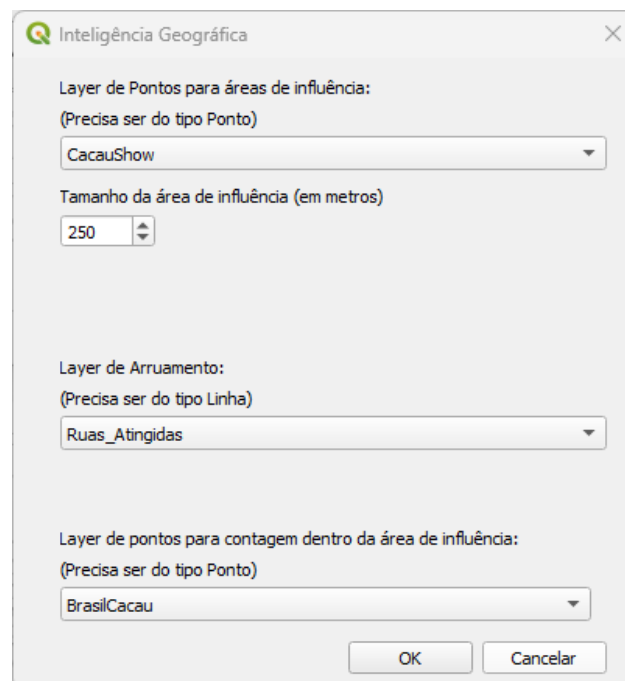 Inteligência Geográfica
Layer de Pontos para áreas de influência:
(Precisa ser do tipo Ponto)
CacauShow
Tamanho da área de influência (em metros)
250
Layer de Arruamento:
(Precisa ser do tipo Linha)
Ruas_Atingidas
Layer de pontos para contagem dentro da área de influência:
(Precisa ser do tipo Ponto)
BrasilCacau
OK Cancelar